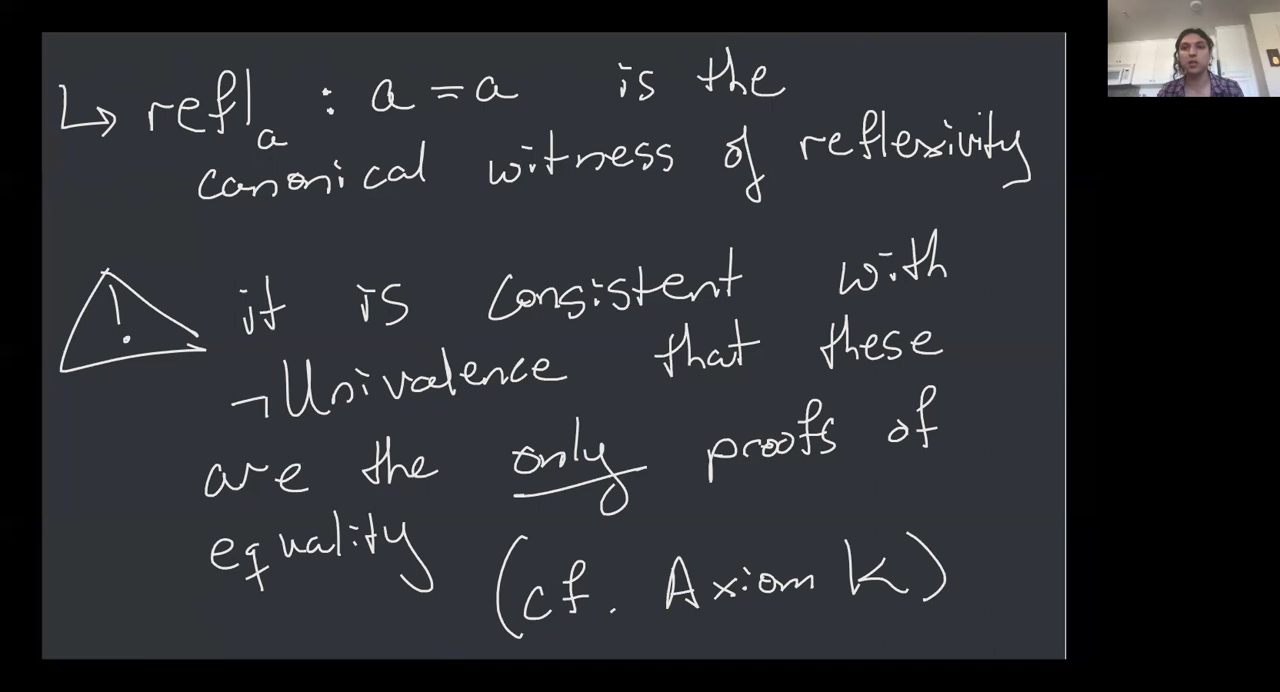 ↳ refl_a : a = a is the
canonical witness of reflexivity
! it is consistent with
¬Univalence that these
are the only proofs of
equality (cf. Axiom K)